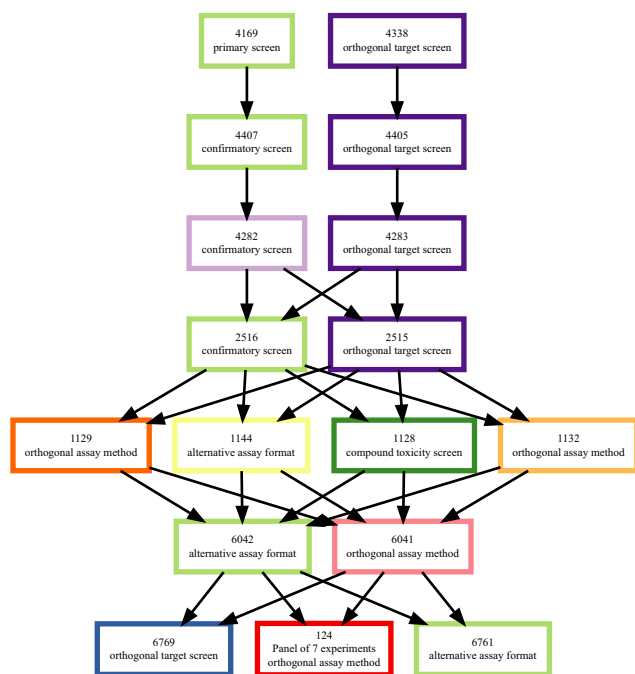 4169
primary screen
4338
orthogonal target screen
4407
confirmatory screen
4405
orthogonal target screen
4282
confirmatory screen
4283
orthogonal target screen
2516
confirmatory screen
2515
orthogonal target screen
1129
orthogonal assay method
1144
alternative assay format
1128
compound toxicity screen
1132
orthogonal assay method
6042
alternative assay format
6041
orthogonal assay method
6769
orthogonal target screen
124
Panel of 7 experiments
orthogonal assay method
6761
alternative assay format